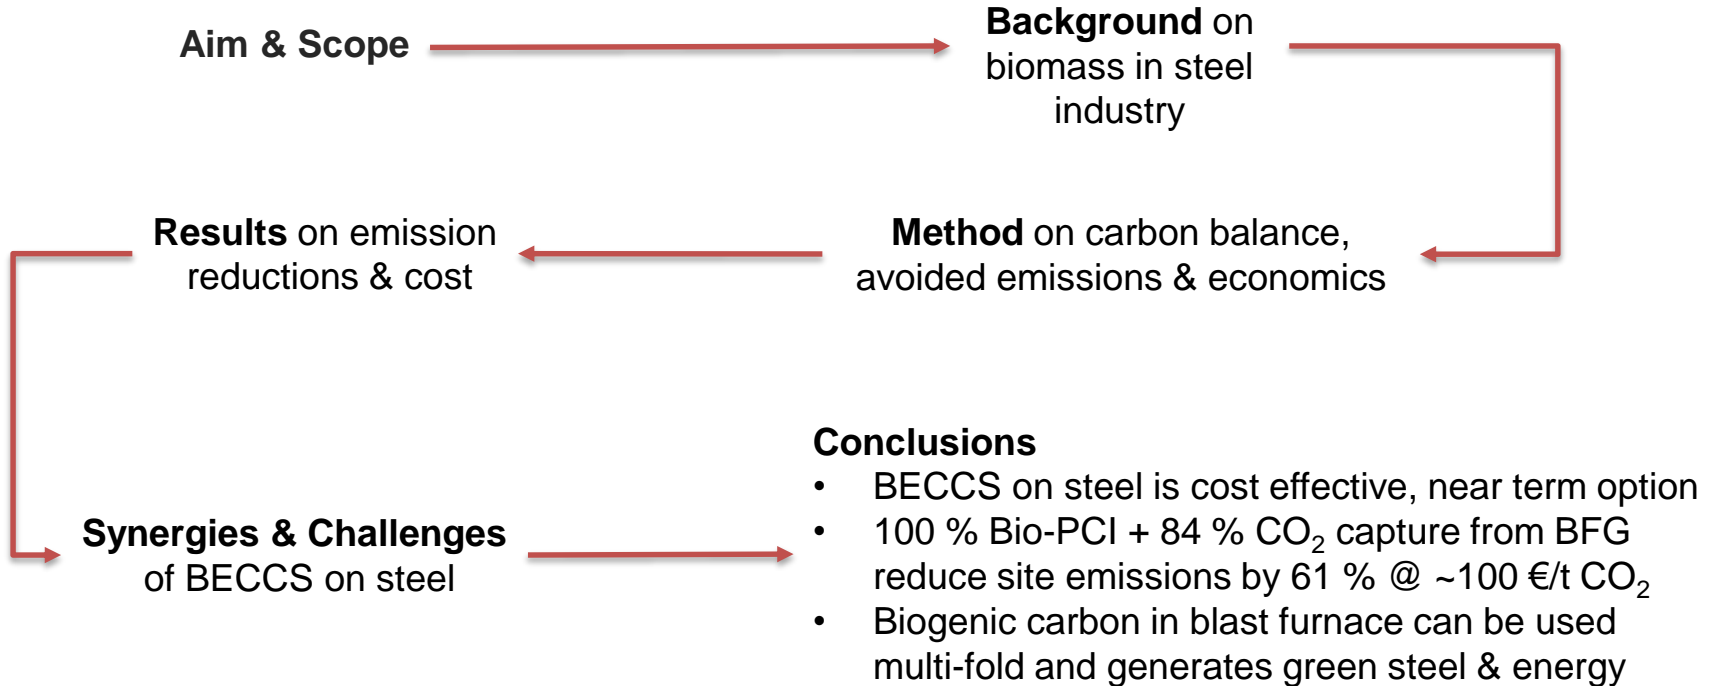 Aim & Scope
Background on
biomass in steel
industry
Method on carbon balance,
avoided emissions & economics
Results on emission
reductions & cost
Synergies & Challenges
of BECCS on steel
Conclusions
• BECCS on steel is cost effective, near term option
• 100 % Bio-PCI + 84 % CO₂ capture from BFG
reduce site emissions by 61 % @ ~100 €/t CO₂
• Biogenic carbon in blast furnace can be used
multi-fold and generates green steel & energy